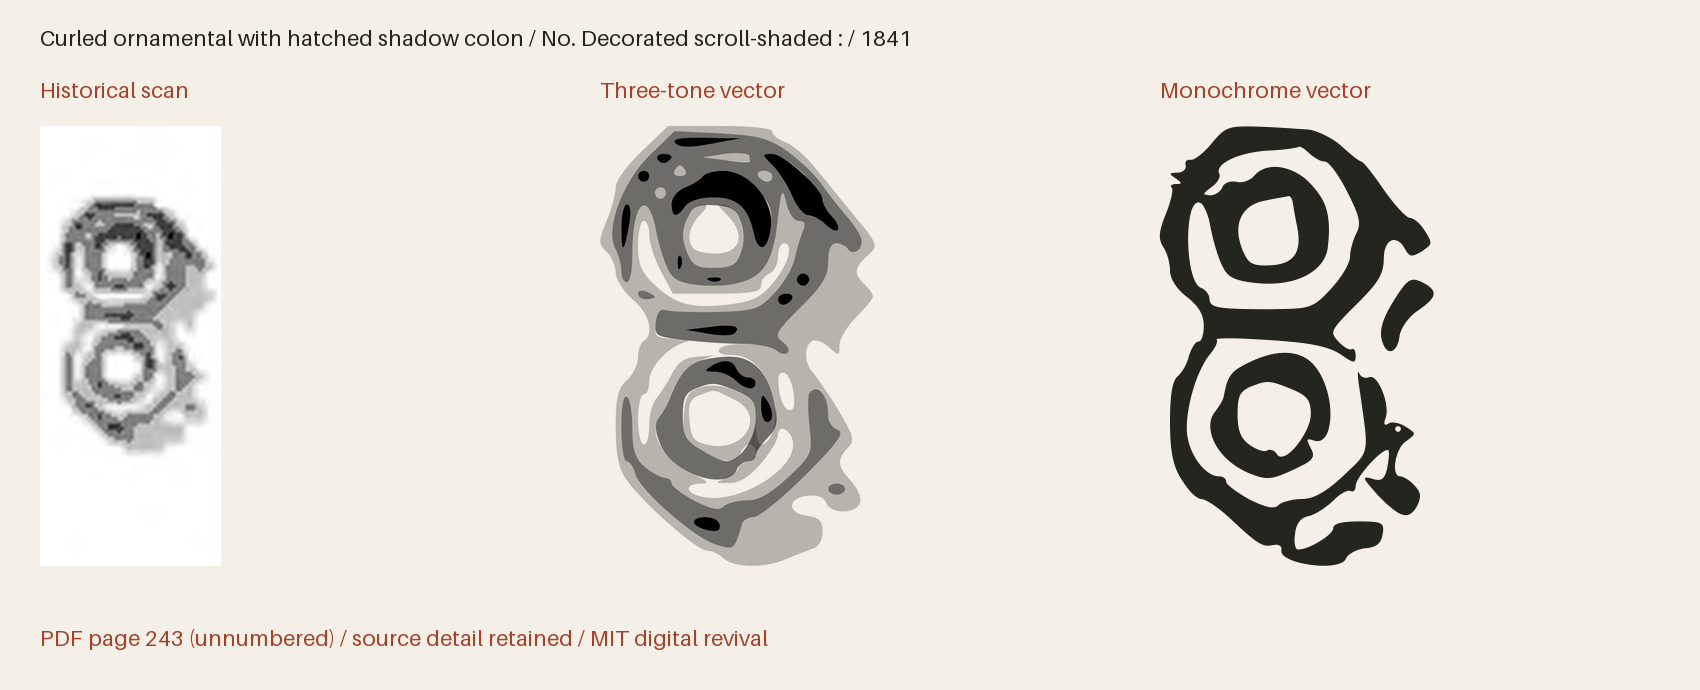 Curled ornamental with hatched shadow colon / No. Decorated scroll-shaded : / 1841
Historical scan
Three-tone vector
Monochrome vector
PDF page 243 (unnumbered) / source detail retained / MIT digital revival